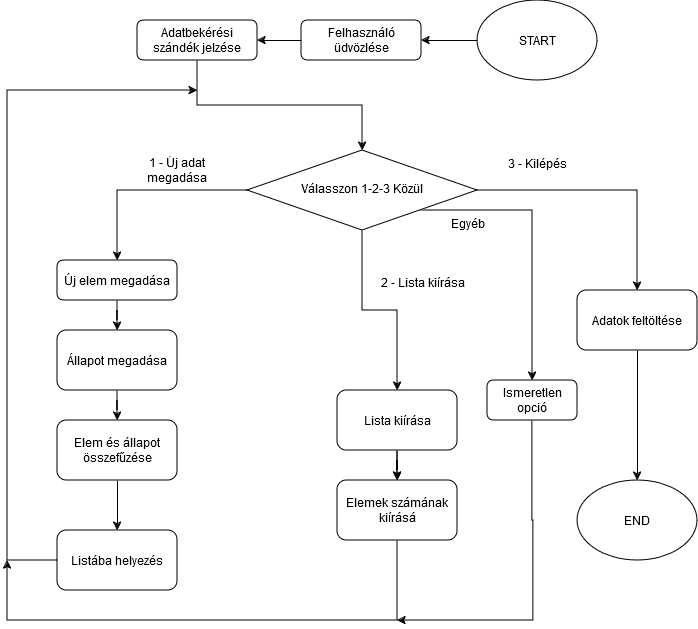 Adatbekérési
szándék jelzése
Felhasználó
üdvözlése
START
1 - Új adat
megadása
Válasszon 1-2-3 Közül
3 - Kilépés
Egyéb
Új elem megadása
2 - Lista kiírása
Adatok feltöltése
Állapot megadása
Ismeretlen
opció
Lista kiírása
Elem és állapot
összefűzése
Elemek számának
kiírásá
END
Listába helyezés